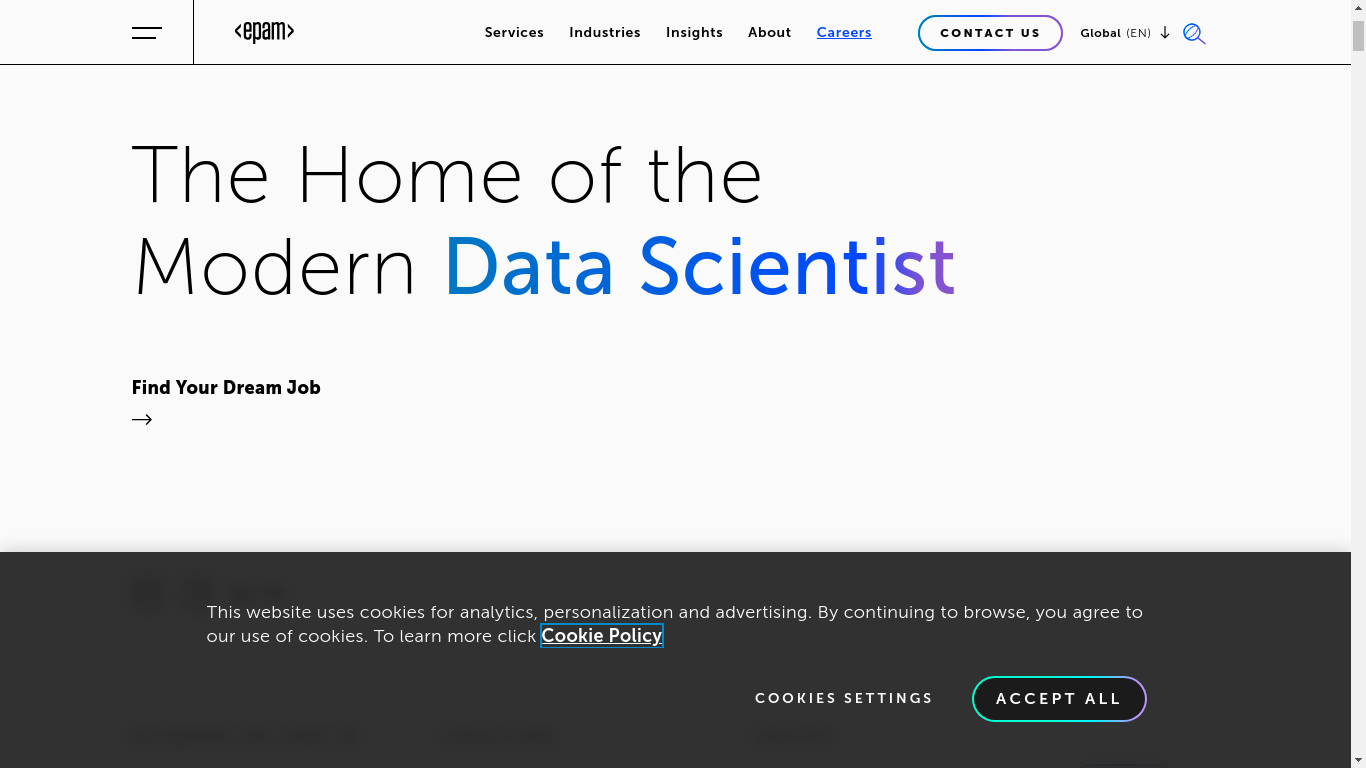 <epam>
Services Industries Insights About Careers CONTACT US Global (EN)
The Home of the
Modern Data Scientist
Find Your Dream Job
This website uses cookies for analytics, personalization and advertising. By continuing to browse, you agree to
our use of cookies. To learn more click Cookie Policy
COOKIES SETTINGS ACCEPT ALL